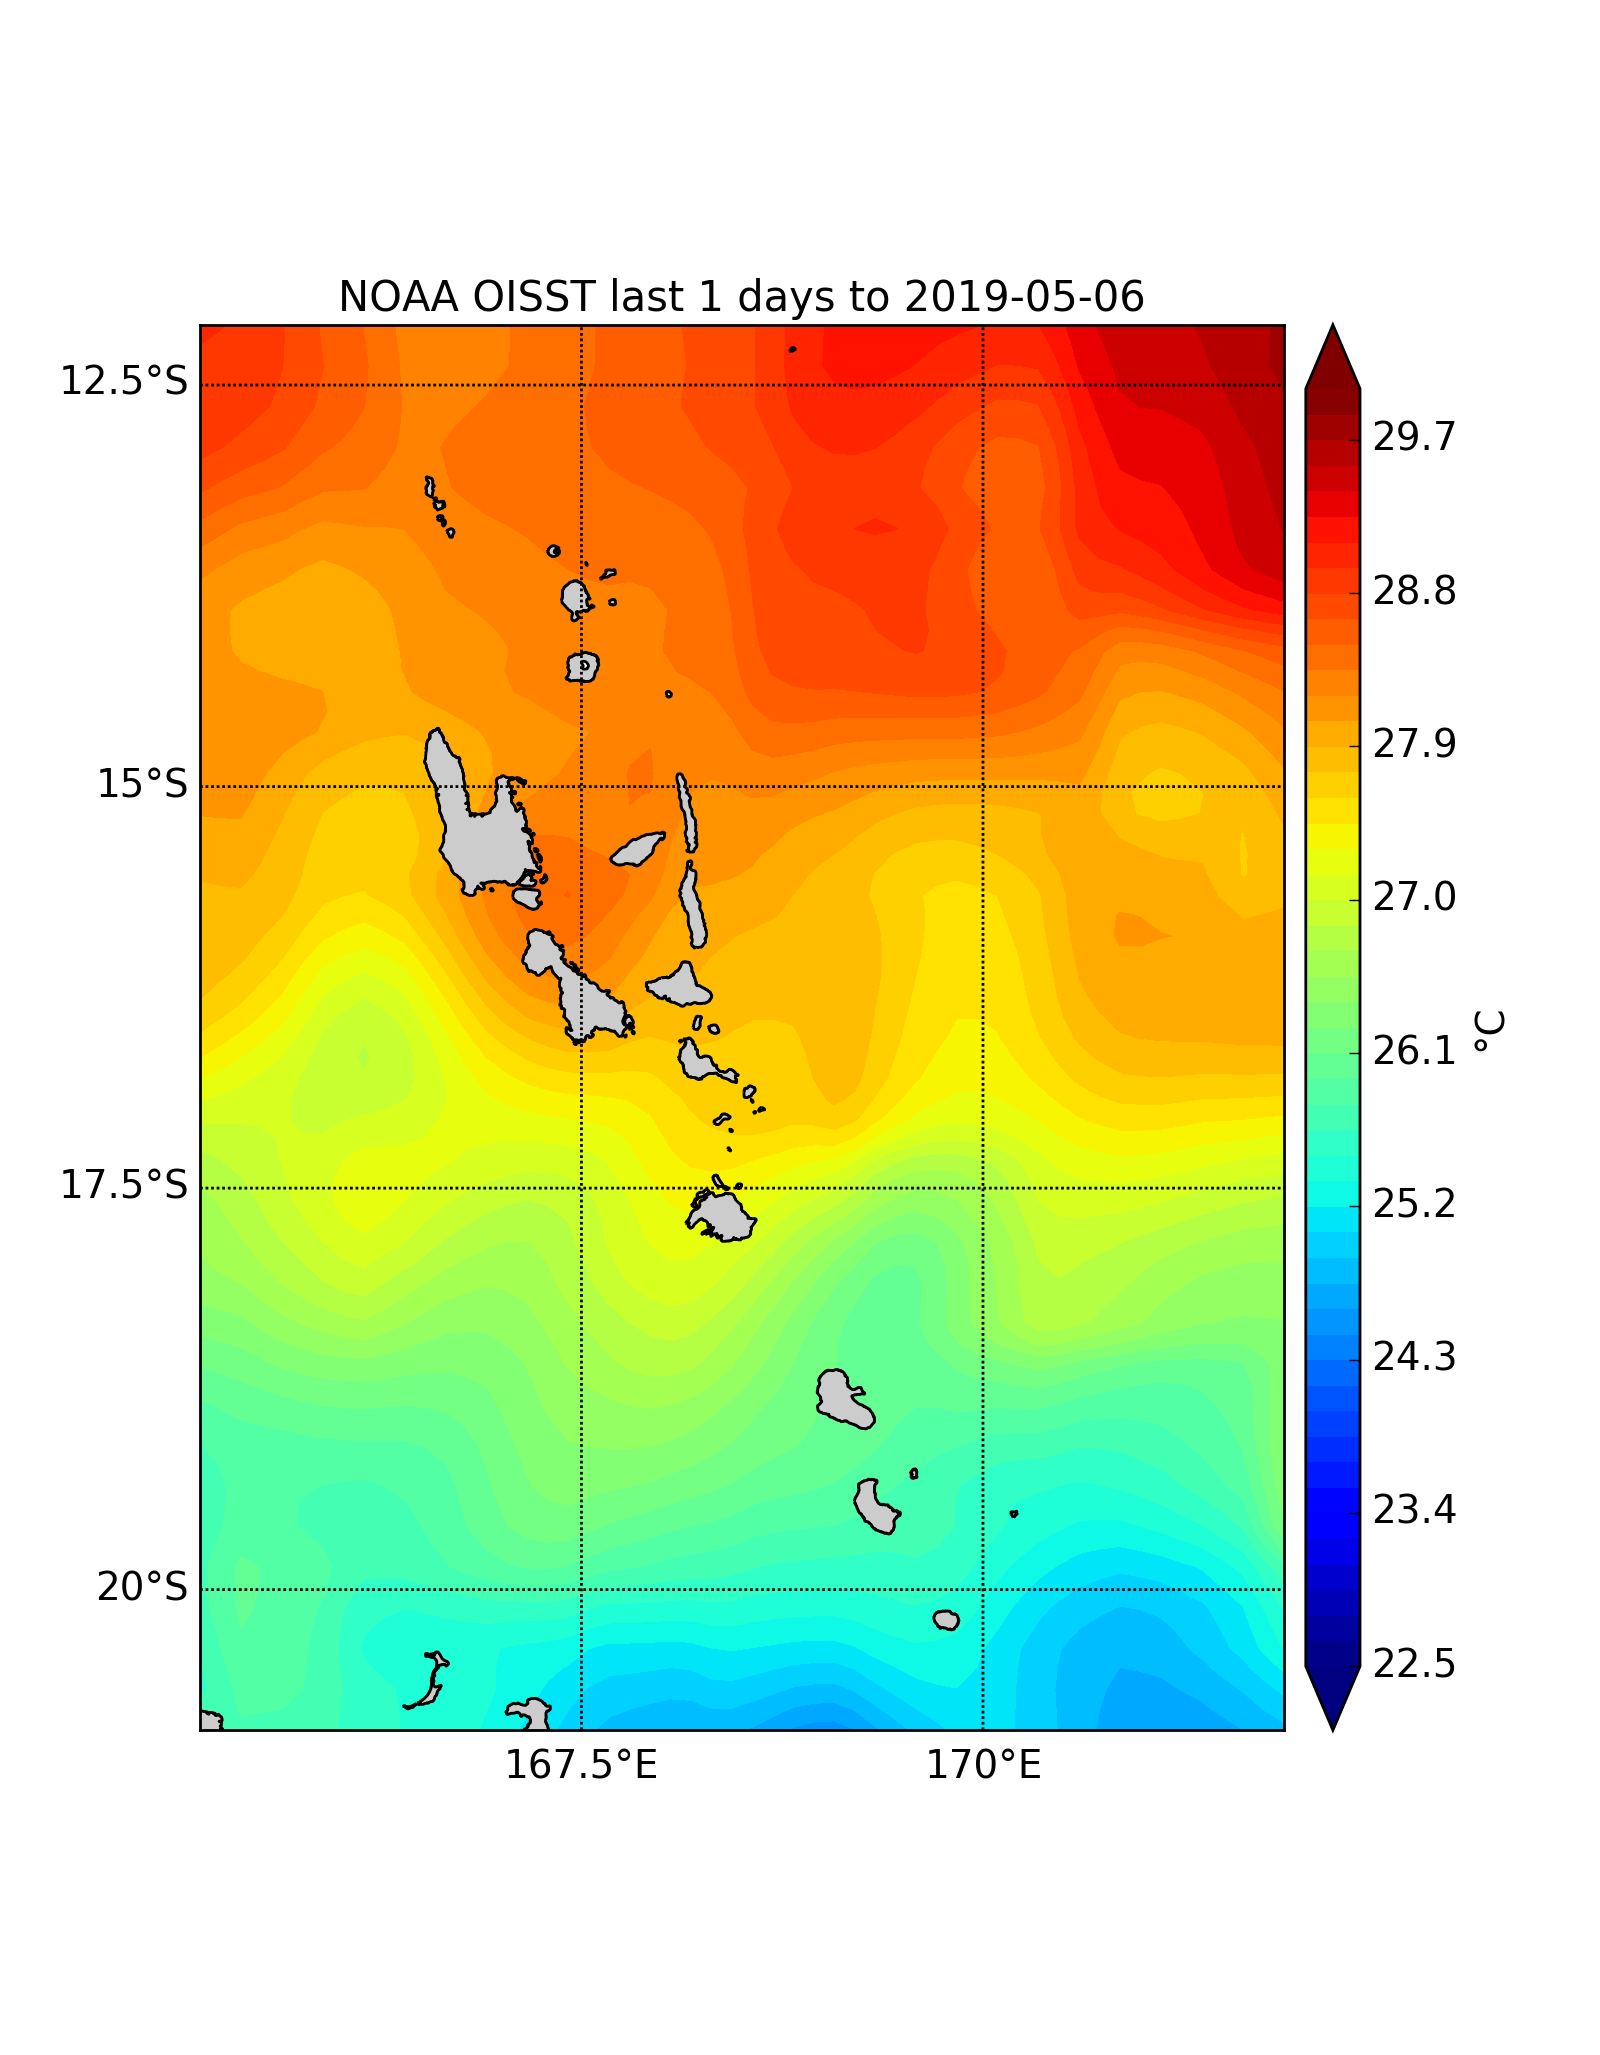 NOAA OISST last 1 days to 2019-05-06
12.5°S
15°S
17.5°S
20°S
167.5°E
170°E
29.7
28.8
27.9
27.0
26.1
25.2
24.3
23.4
22.5
°C